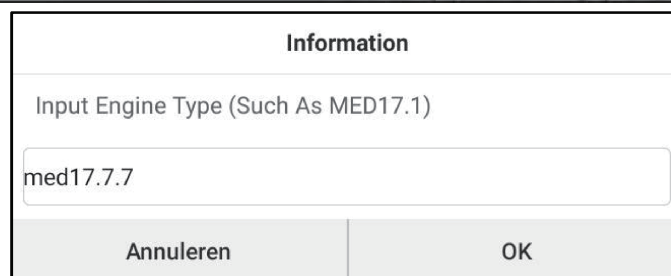 Information
Input Engine Type (Such As MED17.1)
med17.7.7
Annuleren OK